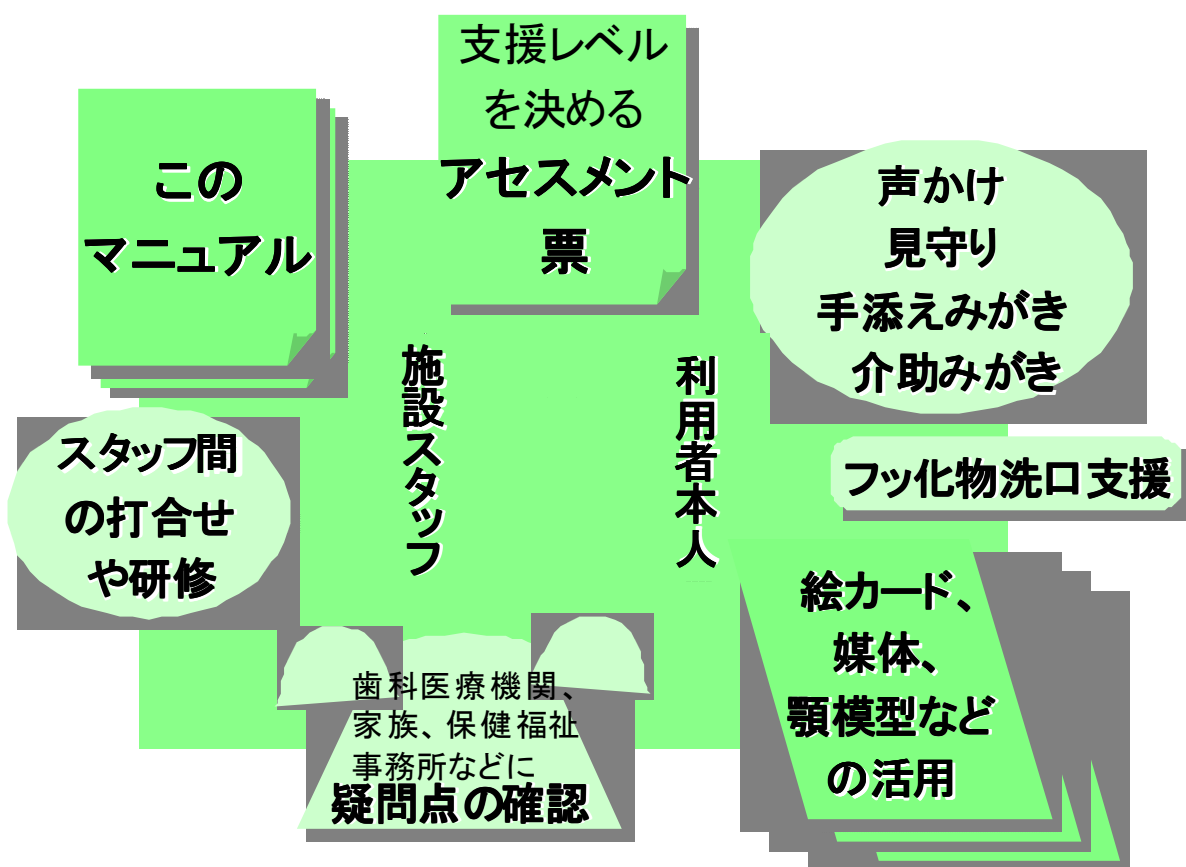 支援レベル
を決める
アセスメント
票
この
マニュアル
声かけ
見守り
手添えみがき
介助みがき
施設スタッフ
利用者本人
スタッフ間
の打合せ
や研修
フッ化物洗口支援
絵カード、
媒体、
顎模型など
の活用
歯科医療機関、
家族、保健福祉
事務所などに
疑問点の確認